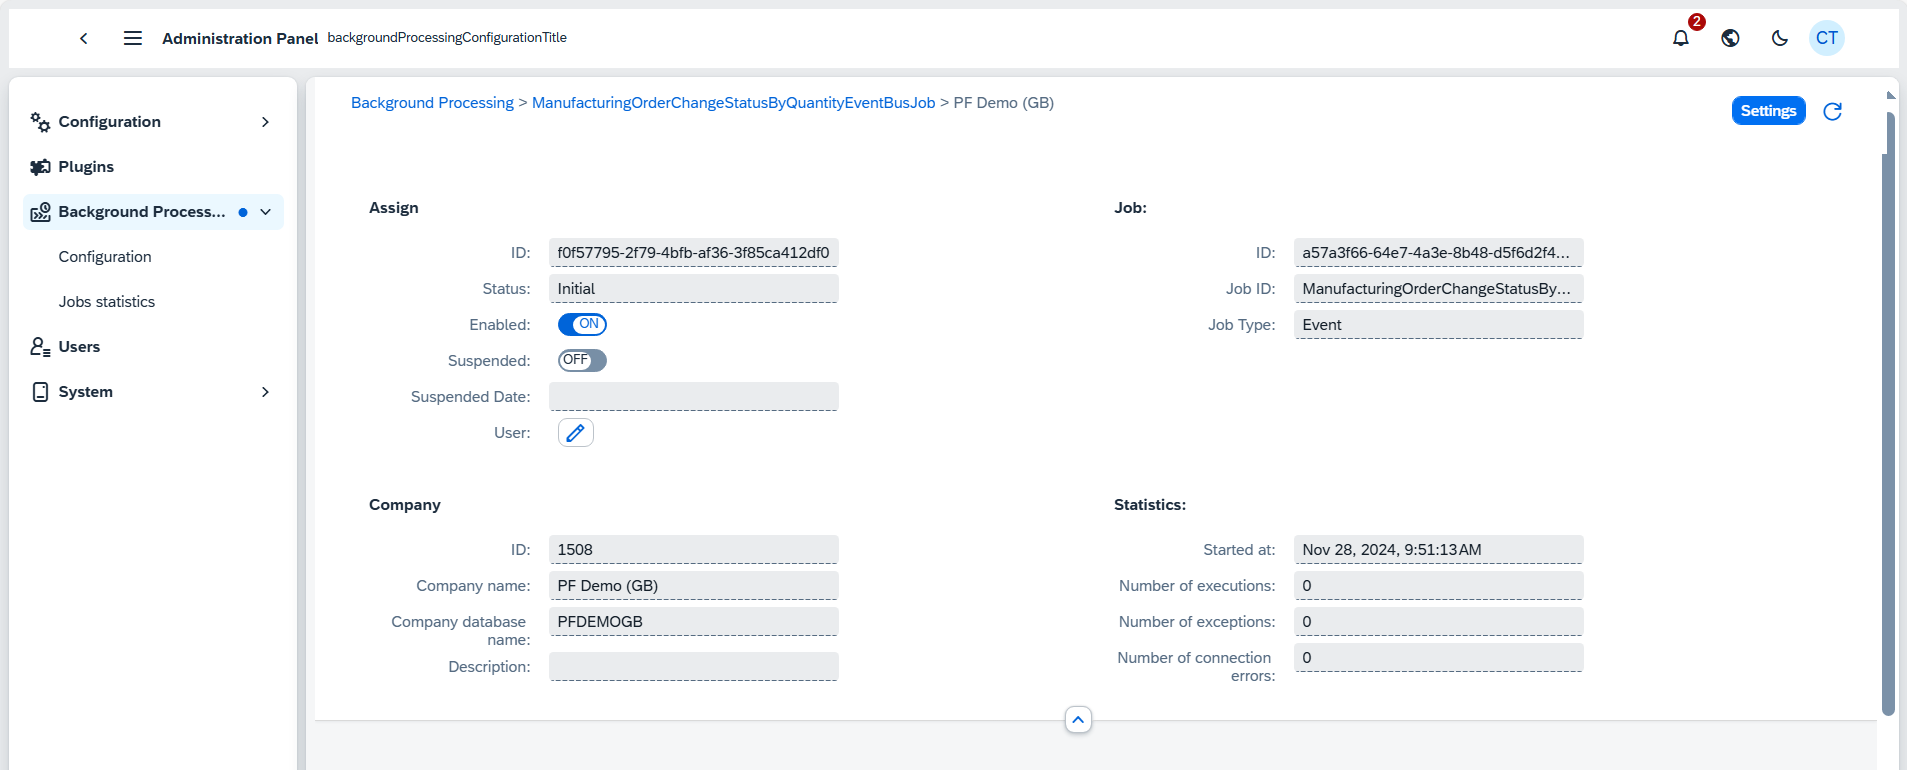 Administration Panel backgroundProcessingConfigurationTitle
2
CT
Configuration
Plugins
Background Process...
Configuration
Jobs statistics
Users
System
Background Processing > ManufacturingOrderChangeStatusByQuantityEventBusJob > PF Demo (GB)
Settings
Assign
ID: f0f57795-2f79-4bfb-af36-3f85ca412df0
Status: Initial
Enabled: ON
Suspended: OFF
Suspended Date:
User:
Job:
ID: a57a3f66-64e7-4a3e-8b48-d5f6d2f4...
Job ID: ManufacturingOrderChangeStatusBy...
Job Type: Event
Company
ID: 1508
Company name: PF Demo (GB)
Company database
name: PFDEMOGB
Description:
Statistics:
Started at: Nov 28, 2024, 9:51:13 AM
Number of executions: 0
Number of exceptions: 0
Number of connection
errors: 0